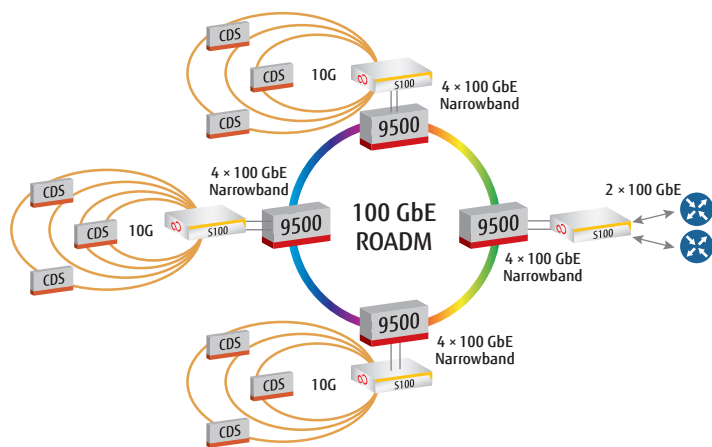 CDS
CDS
CDS
10G
S100
4 × 100 GbE
Narrowband
9500
4 × 100 GbE
Narrowband
CDS
CDS
CDS
10G
S100
9500
100 GbE
ROADM
9500
S100
2 × 100 GbE
4 × 100 GbE
Narrowband
9500
4 × 100 GbE
Narrowband
CDS
CDS
CDS
10G
S100